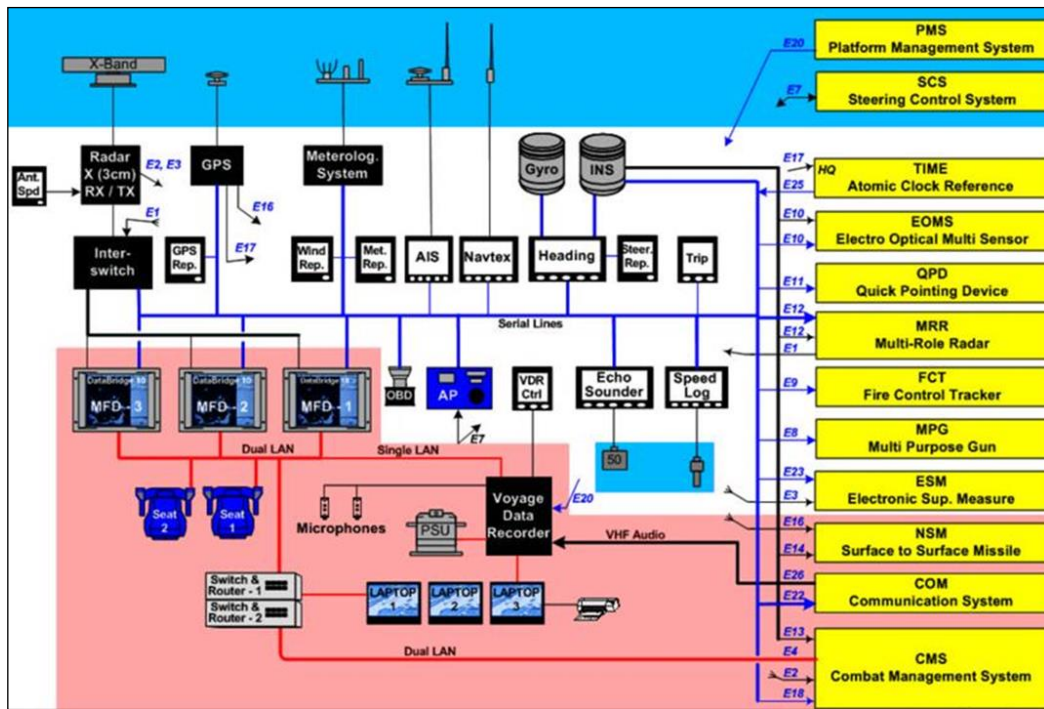 X-Band
E20
PMS
Platform Management System
E7
SCS
Steering Control System
Ant.
Spd
Radar
X (3cm)
RX / TX
E2, E3
GPS
Meterolog.
System
Gyro
INS
E17
HQ
E25
TIME
Atomic Clock Reference
E1
E16
E17
Inter-
switch
GPS
Rep.
Wind
Rep.
Met.
Rep.
AIS
Navtex
Heading
Steer.
Rep.
Trip
E10
E10
EOMS
Electro Optical Multi Sensor
E11
QPD
Quick Pointing Device
Serial Lines
E12
E12
E1
MRR
Multi-Role Radar
DataBridge 10
MFD - 3
DataBridge 10
MFD - 2
DataBridge 10
MFD - 1
OBD
AP
VDR
Ctrl
Echo
Sounder
Speed
Log
E9
FCT
Fire Control Tracker
E7
E8
MPG
Multi Purpose Gun
Dual LAN
Single LAN
50
E23
E3
ESM
Electronic Sup. Measure
Seat
2
Seat
1
Microphones
PSU
Voyage
Data
Recorder
E20
VHF Audio
E16
E14
NSM
Surface to Surface Missile
Switch &
Router - 1
Switch &
Router - 2
LAPTOP
1
LAPTOP
2
LAPTOP
3
E26
E22
COM
Communication System
Dual LAN
E13
E4
E2
E18
CMS
Combat Management System